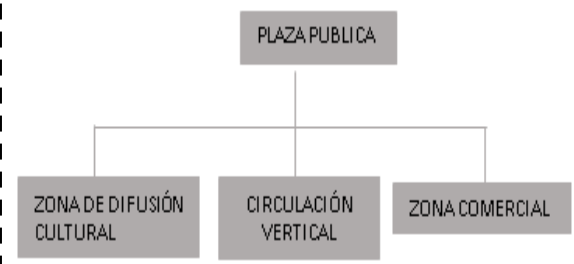 PLAZA PUBLICA
ZONA DE DIFUSIÓN
CULTURAL
CIRCULACIÓN
VERTICAL
ZONA COMERCIAL